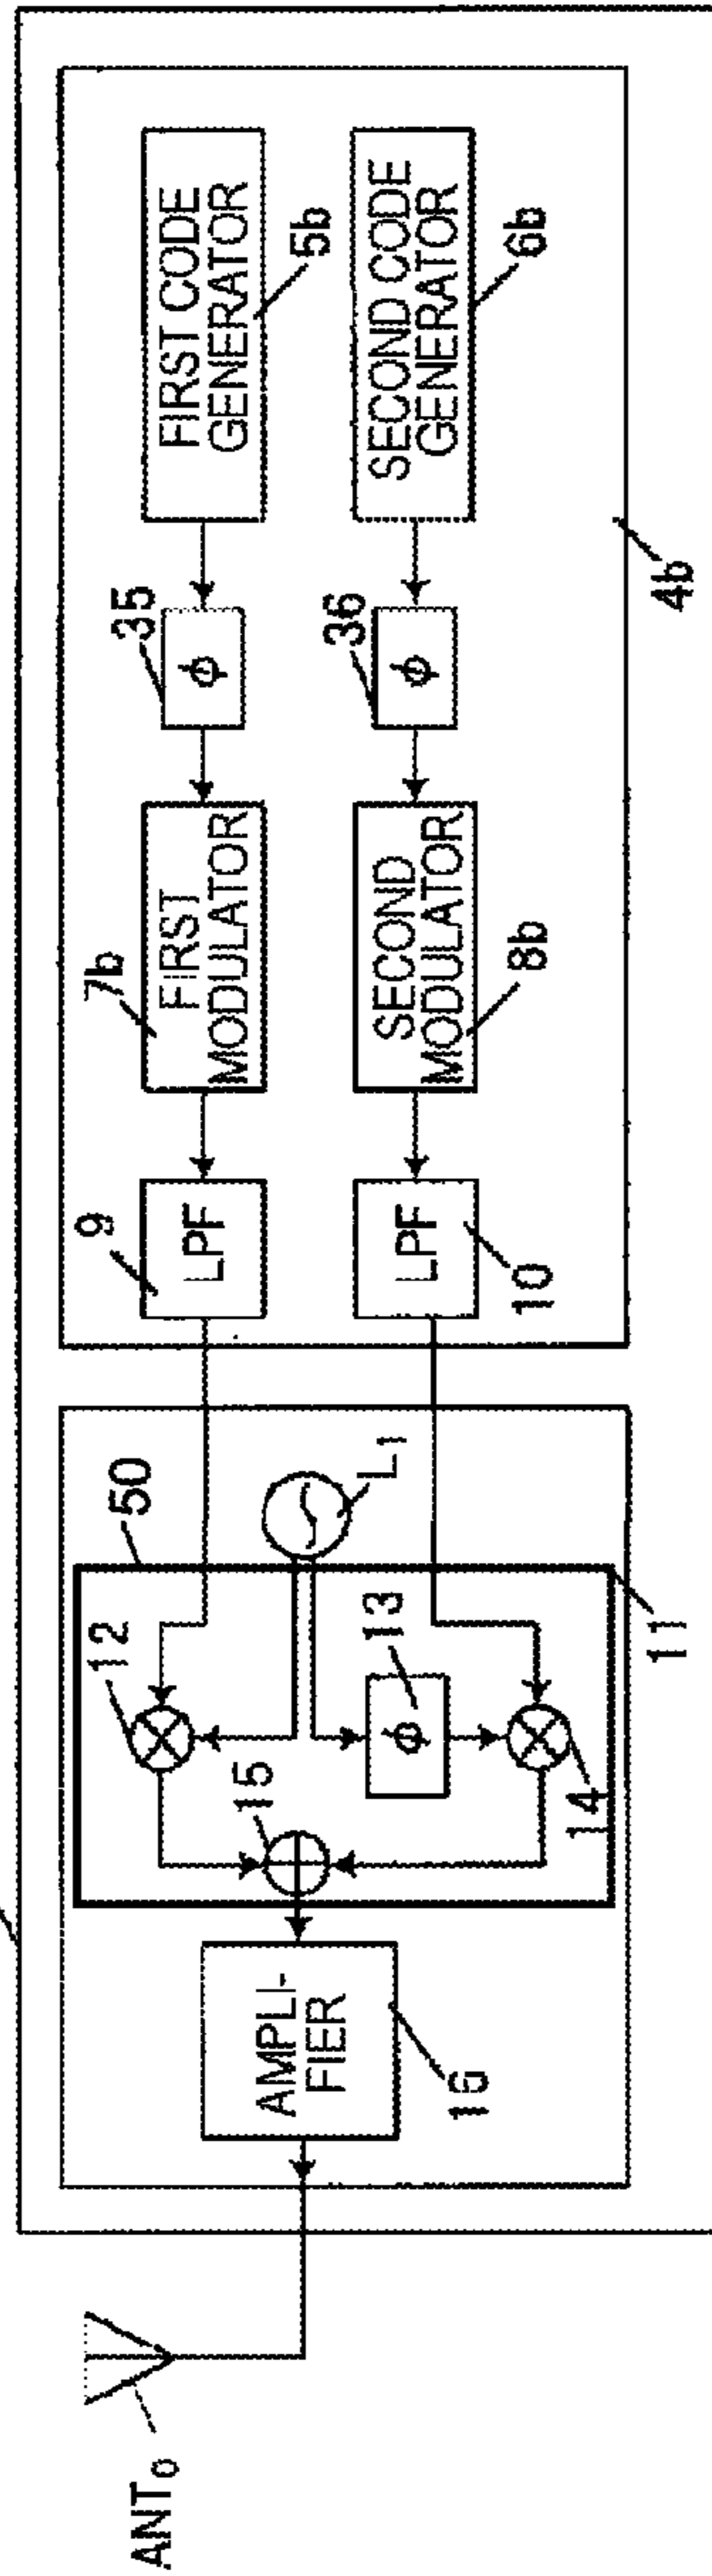 FIRST CODE
GENERATOR
5b
SECOND CODE
GENERATOR
6b
35
ϕ
36
ϕ
4b
7b
FIRST
MODULATOR
SECOND
MODULATOR
8b
9
LPF
LPF
10
50
L1
12
13
ϕ
11
14
15
AMPLI-
FIER
16
ANT0